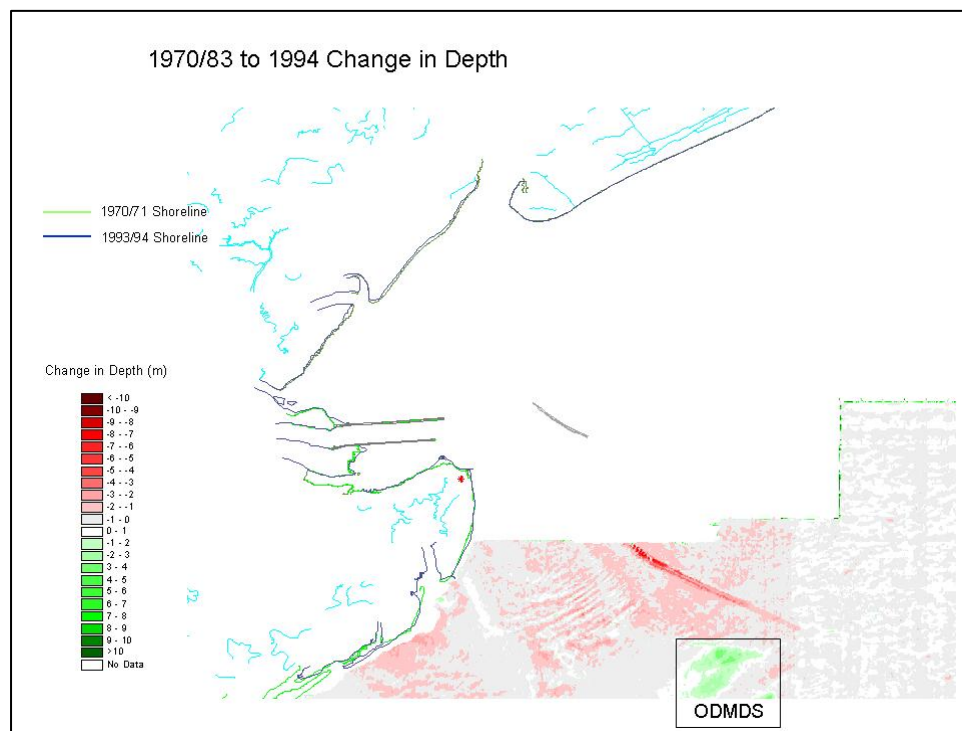 1970/83 to 1994 Change in Depth
1970/71 Shoreline
1993/94 Shoreline
Change in Depth (m)
< -10
-10 - -9
-9 - -8
-8 - -7
-7 - -6
-6 - -5
-5 - -4
-4 - -3
-3 - -2
-2 - -1
-1 - 0
0 - 1
-1 - 2
-2 - 3
3 - 4
4 - 5
5 - 6
6 - 7
7 - 8
8 - 9
9 - 10
> 10
No Data
ODMDS